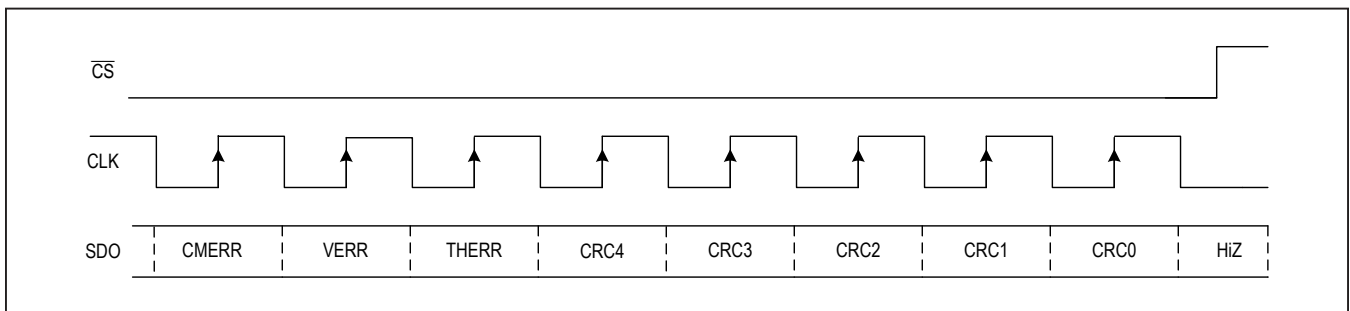 CS
CLK
SDO CMERR VERR THERR CRC4 CRC3 CRC2 CRC1 CRC0 HiZ